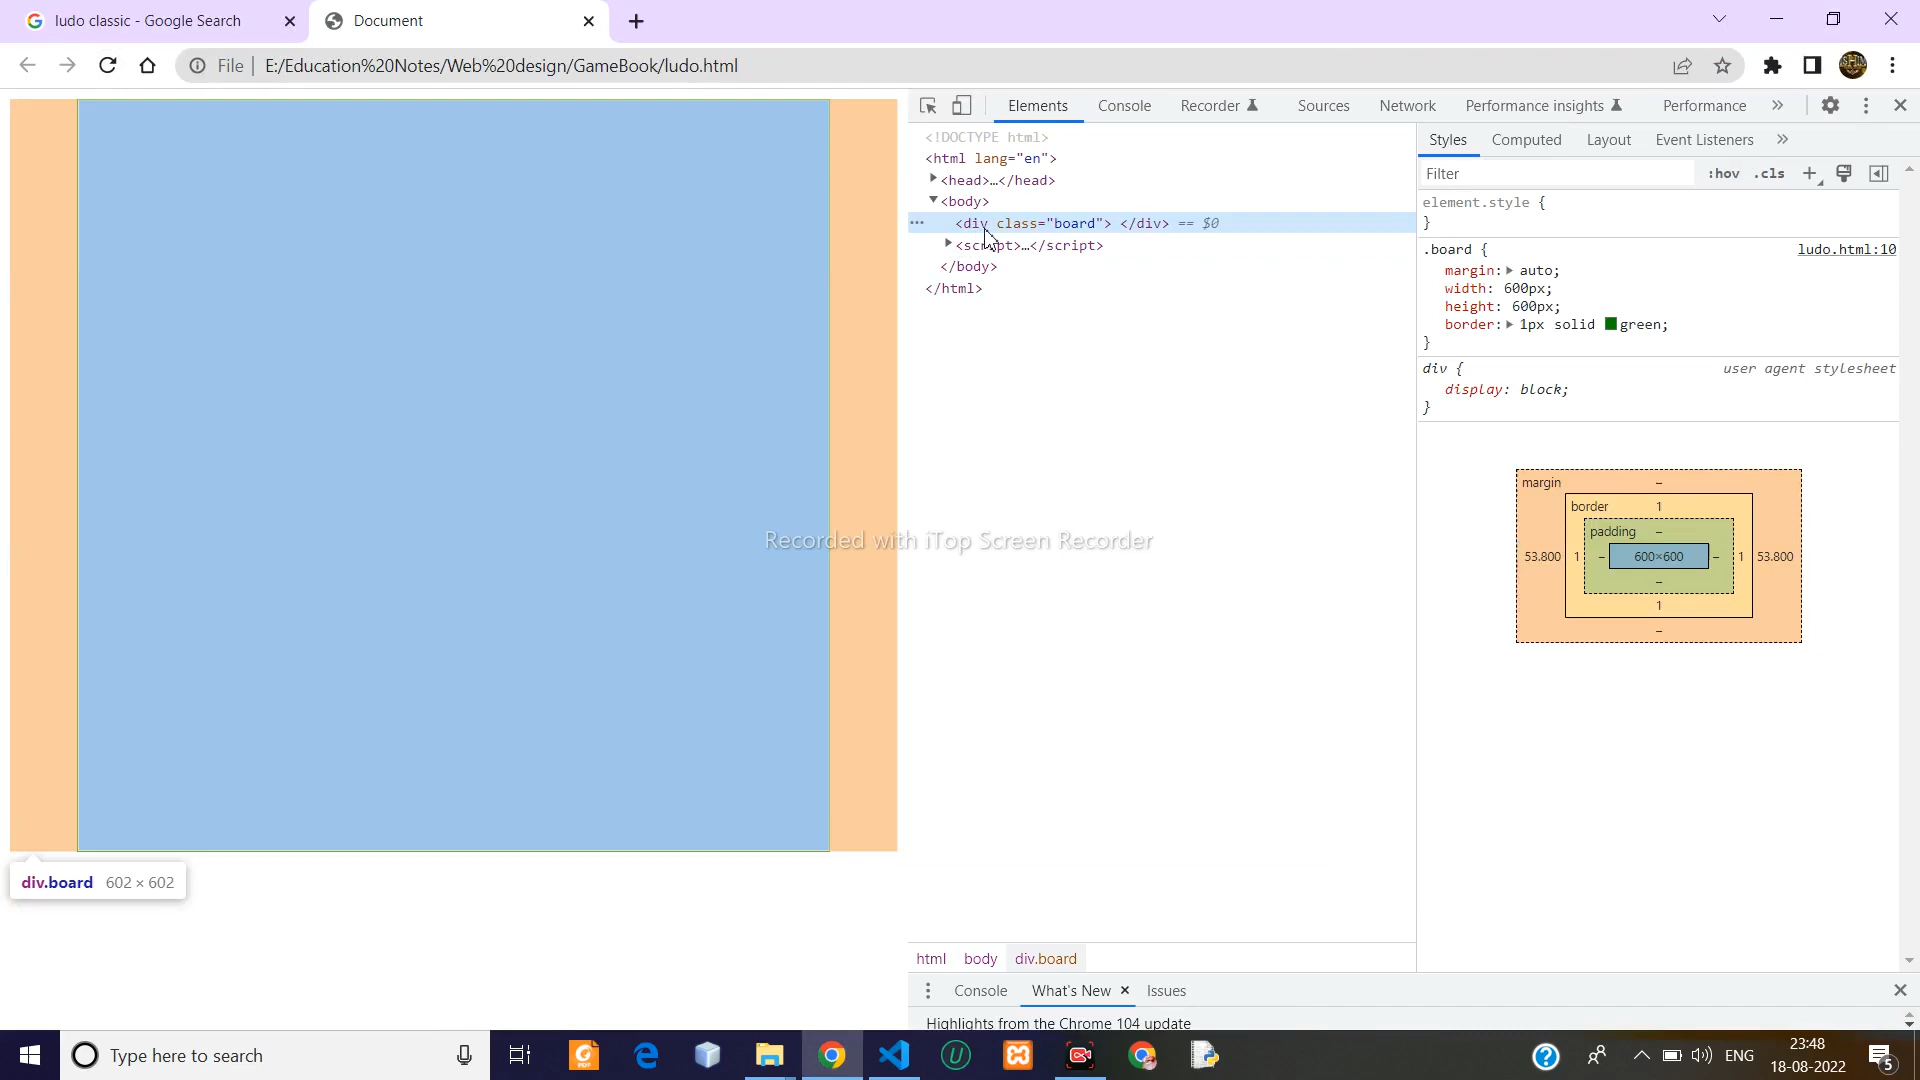 ludo classic - Google Search
Document
File
E:/Education%20Notes/Web%20design/GameBook/ludo.html
Elements Console Recorder Sources Network Performance insights Performance
<!DOCTYPE html>
<html lang="en">
<head>…</head>
<body>
<div class="board"> </div> == $0
<script>…</script>
</body>
</html>
Styles Computed Layout Event Listeners
Filter
:hov .cls
element.style {
}
.board { ludo.html:10
margin: auto;
width: 600px;
height: 600px;
border: 1px solid green;
}
div { user agent stylesheet
display: block;
}
margin –
border 1
padding –
53.800 1 – 600×600 – 1 53.800
–
1
–
Recorded with iTop Screen Recorder
div.board 602 × 602
html body div.board
Console What's New Issues
Highlights from the Chrome 104 update
Type here to search
ENG
23:48
18-08-2022
5